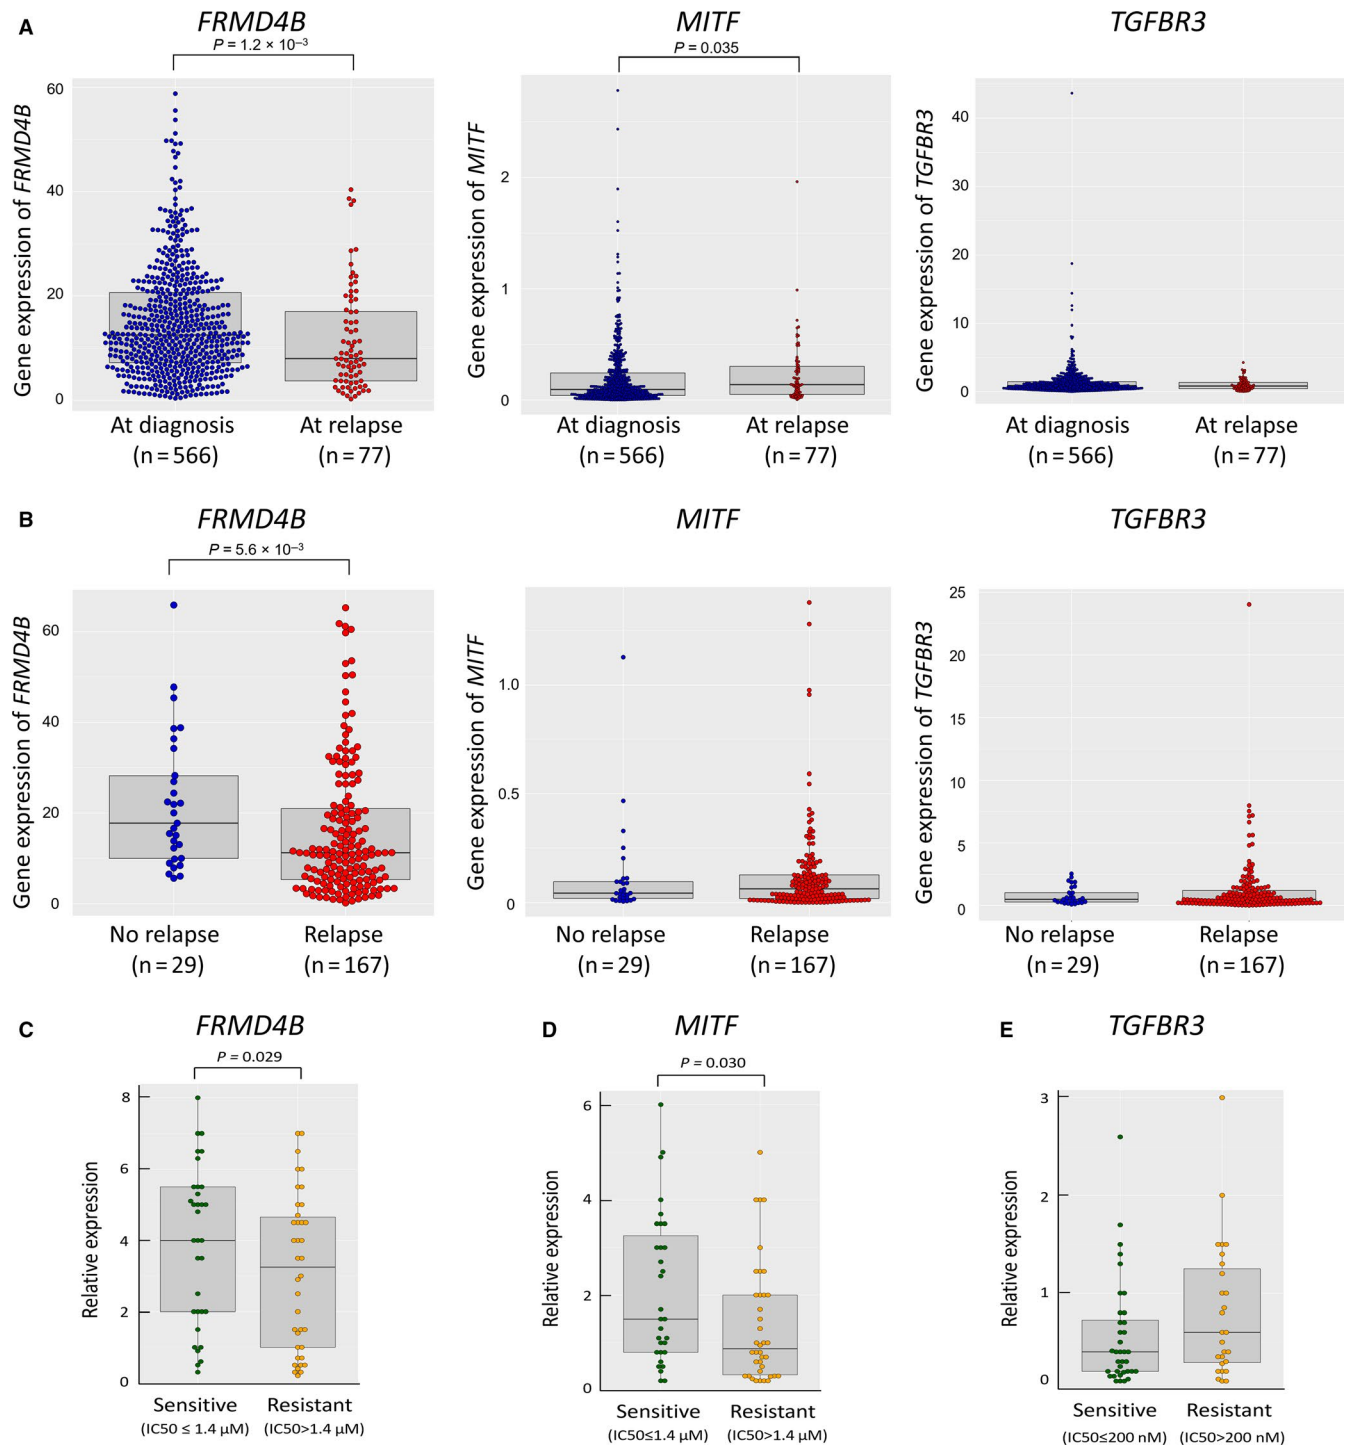 A
FRMD4B
MITF
TGFBR3
P = 1.2 × 10⁻³
P = 0.035
Gene expression of FRMD4B
60
40
20
0
At diagnosis
(n = 566)
At relapse
(n = 77)
Gene expression of MITF
2
1
0
At diagnosis
(n = 566)
At relapse
(n = 77)
Gene expression of TGFBR3
40
30
20
10
0
At diagnosis
(n = 566)
At relapse
(n = 77)
B
FRMD4B
MITF
TGFBR3
P = 5.6 × 10⁻³
Gene expression of FRMD4B
60
40
20
0
No relapse
(n = 29)
Relapse
(n = 167)
Gene expression of MITF
1.0
0.5
0
No relapse
(n = 29)
Relapse
(n = 167)
Gene expression of TGFBR3
25
20
15
10
5
0
No relapse
(n = 29)
Relapse
(n = 167)
C
FRMD4B
P = 0.029
Relative expression
8
6
4
2
0
Sensitive
(IC50 ≤ 1.4 µM)
Resistant
(IC50>1.4 µM)
D
MITF
P = 0.030
Relative expression
6
4
2
0
Sensitive
(IC50≤1.4 µM)
Resistant
(IC50>1.4 µM)
E
TGFBR3
Relative expression
3
2
1
0
Sensitive
(IC50≤200 nM)
Resistant
(IC50>200 nM)